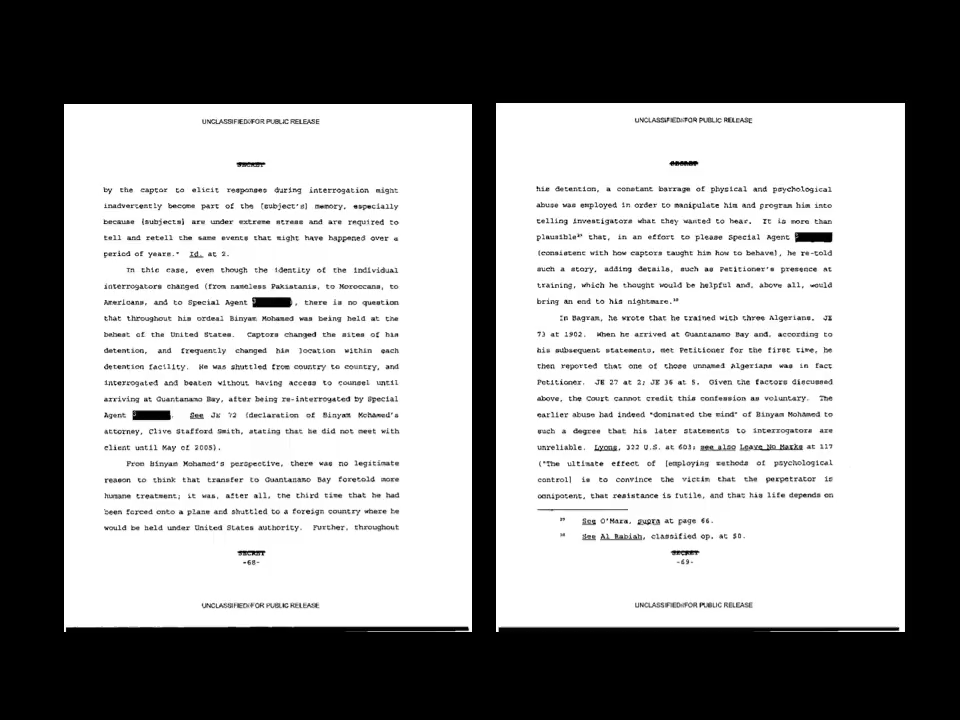 UNCLASSIFIED//FOR PUBLIC RELEASE
SECRET
by the captor to elicit responses during interrogation might
inadvertently become part of the [subject's] memory, especially
because [subjects] are under extreme stress and are required to
tell and retell the same events that might have happened over a
period of years." Id. at 2.
In this case, even though the identity of the individual
interrogators changed (from nameless Pakistanis, to Moroccans, to
Americans, and to Special Agent ), there is no question
that throughout his ordeal Binyam Mohamed was being held at the
behest of the United States. Captors changed the sites of his
detention, and frequently changed his location within each
detention facility. He was shuttled from country to country, and
interrogated and beaten without having access to counsel until
arriving at Guantanamo Bay, after being re-interrogated by Special
Agent . See JE 72 (declaration of Binyam Mohamed's
attorney, Clive Stafford Smith, stating that he did not meet with
client until May of 2005).
From Binyam Mohamed's perspective, there was no legitimate
reason to think that transfer to Guantanamo Bay foretold more
humane treatment; it was, after all, the third time that he had
been forced onto a plane and shuttled to a foreign country where he
would be held under United States authority. Further, throughout
SECRET
-68-
UNCLASSIFIED//FOR PUBLIC RELEASE
UNCLASSIFIED//FOR PUBLIC RELEASE
SECRET
his detention, a constant barrage of physical and psychological
abuse was employed in order to manipulate him and program him into
telling investigators what they wanted to hear. It is more than
plausible³⁷ that, in an effort to please Special Agent
(consistent with how captors taught him how to behave), he re-told
such a story, adding details, such as Petitioner's presence at
training, which he thought would be helpful and, above all, would
bring an end to his nightmare.³⁸
In Bagram, he wrote that he trained with three Algerians. JE
73 at 1902. When he arrived at Guantanamo Bay and, according to
his subsequent statements, met Petitioner for the first time, he
then reported that one of those unnamed Algerians was in fact
Petitioner. JE 27 at 2; JE 36 at 5. Given the factors discussed
above, the Court cannot credit this confession as voluntary. The
earlier abuse had indeed "dominated the mind" of Binyam Mohamed to
such a degree that his later statements to interrogators are
unreliable. Lyons, 322 U.S. at 603; see also Leave No Marks at 117
("The ultimate effect of [employing methods of psychological
control] is to convince the victim that the perpetrator is
omnipotent, that resistance is futile, and that his life depends on
³⁷ See O'Mara, supra at page 66.
³⁸ See Al Rabiah, classified op. at 50.
SECRET
-69-
UNCLASSIFIED//FOR PUBLIC RELEASE